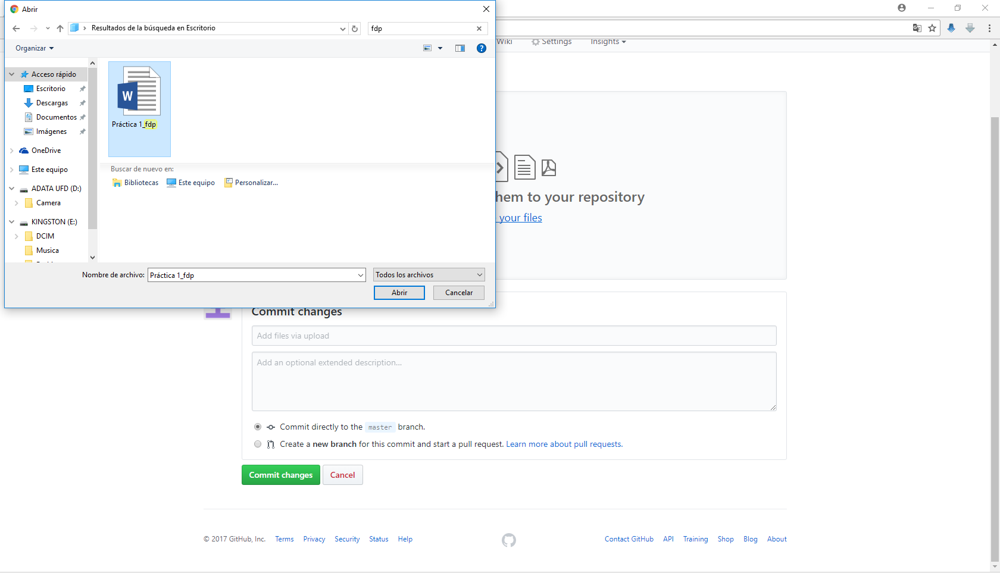 Abrir
Resultados de la búsqueda en Escritorio
fdp
Organizar
Acceso rápido
Escritorio
Descargas
Documentos
Imágenes
OneDrive
Este equipo
ADATA UFD (D:)
Camera
KINGSTON (E:)
DCIM
Musica
W
Práctica 1_fdp
Buscar de nuevo en:
Bibliotecas
Este equipo
Personalizar...
Nombre de archivo:
Práctica 1_fdp
Todos los archivos
Abrir
Cancelar
Wiki
Settings
Insights
hem to your repository
your files
Commit changes
Add files via upload
Add an optional extended description...
Commit directly to the master branch.
Create a new branch for this commit and start a pull request. Learn more about pull requests.
Commit changes
Cancel
© 2017 GitHub, Inc.
Terms
Privacy
Security
Status
Help
Contact GitHub
API
Training
Shop
Blog
About